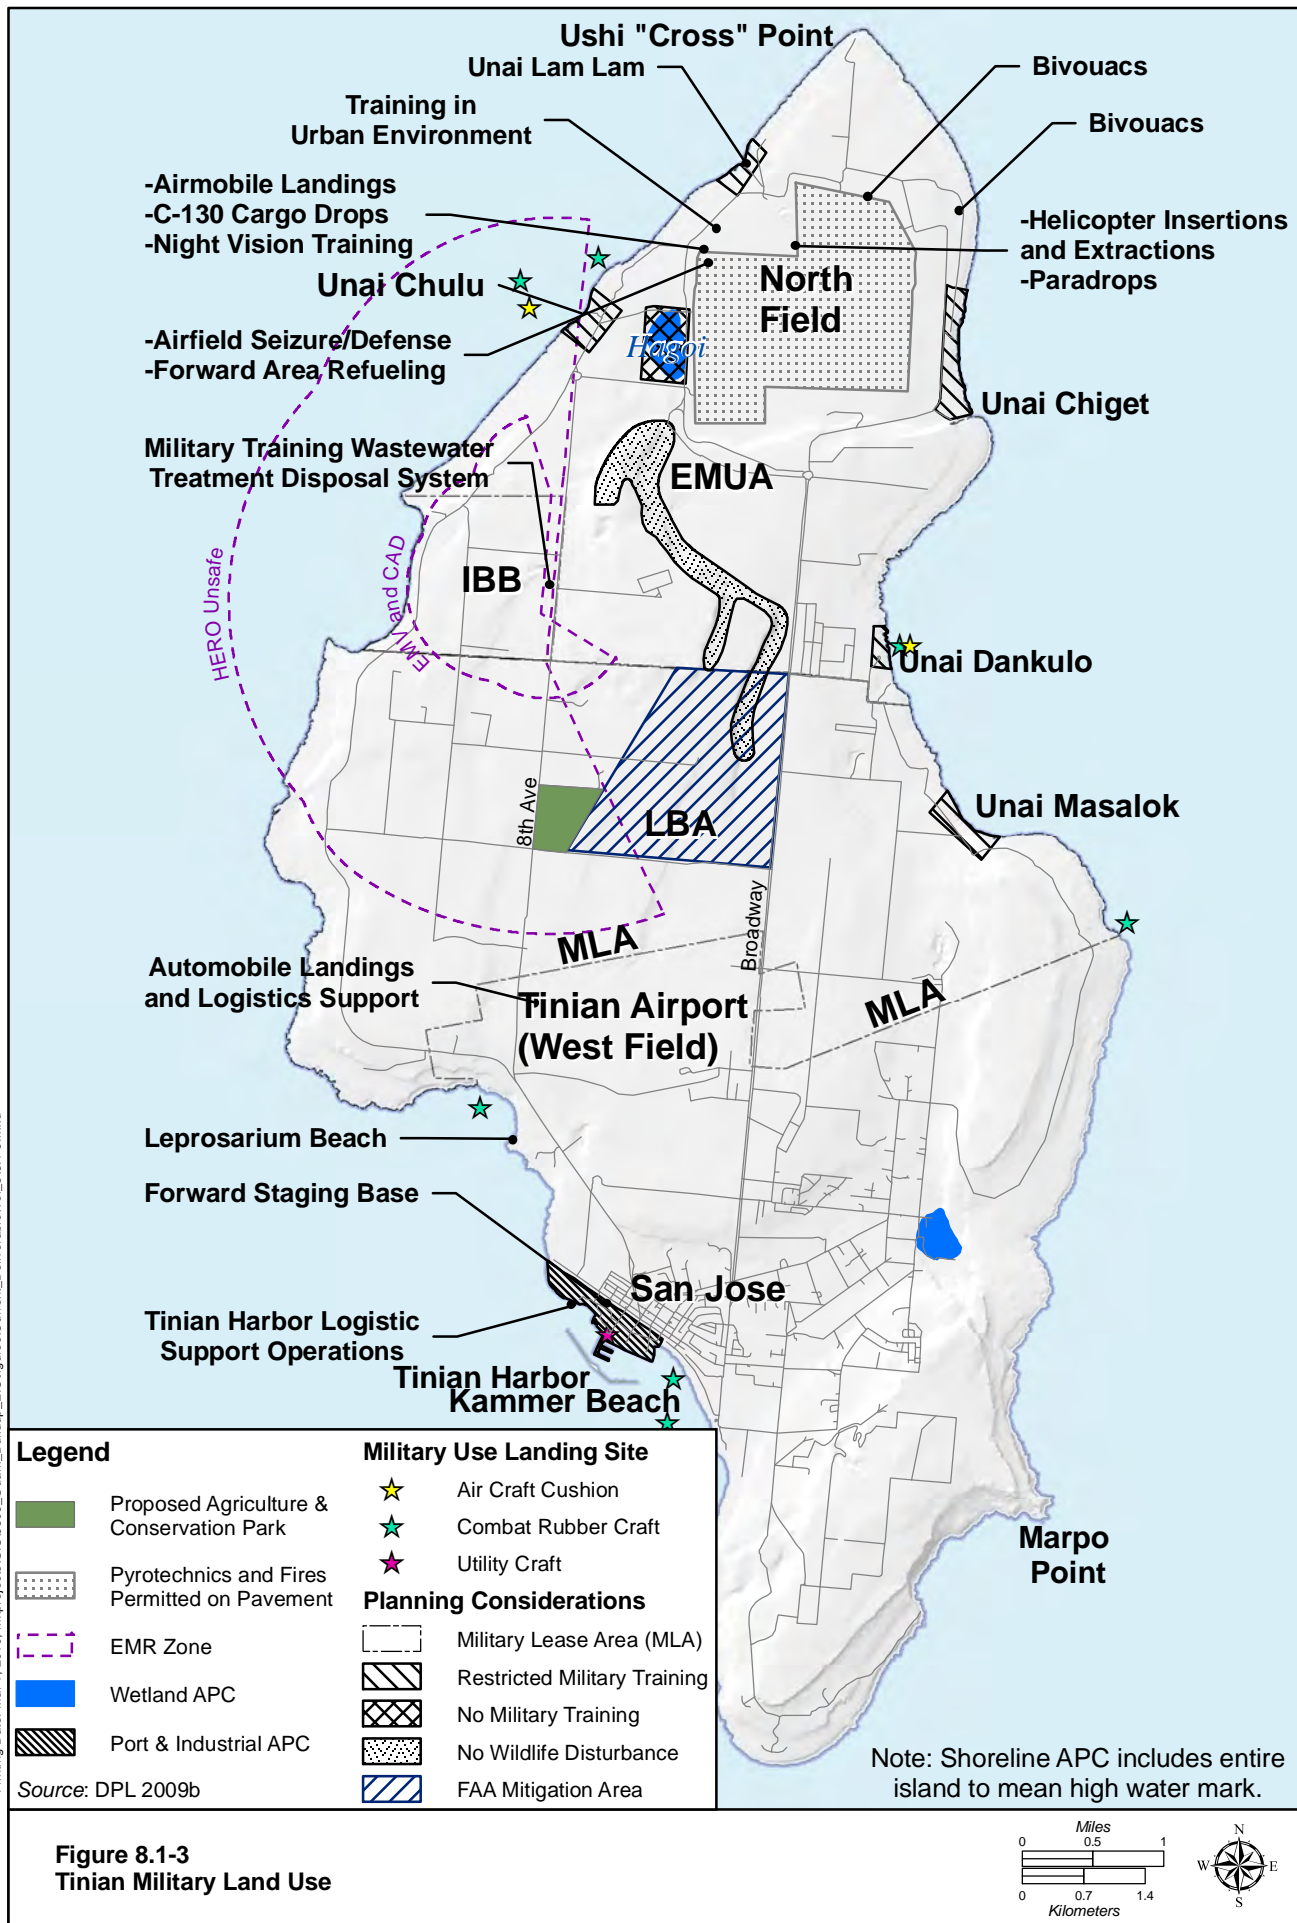 Ushi "Cross" Point
Unai Lam Lam
Bivouacs
Training in
Urban Environment
Bivouacs
-Airmobile Landings
-C-130 Cargo Drops
-Night Vision Training
-Helicopter Insertions
and Extractions
-Paradrops
Unai Chulu
North
Field
-Airfield Seizure/Defense
-Forward Area Refueling
Hagoi
Unai Chiget
Military Training Wastewater
Treatment Disposal System
EMUA
HERO Unsafe
EMV and CAD
IBB
Unai Dankulo
8th Ave
LBA
Unai Masalok
Broadway
MLA
Automobile Landings
and Logistics Support
Tinian Airport
(West Field)
MLA
Leprosarium Beach
Forward Staging Base
San Jose
Tinian Harbor Logistic
Support Operations
Tinian Harbor
Kammer Beach
Marpo
Point
Legend
Proposed Agriculture &
Conservation Park
Pyrotechnics and Fires
Permitted on Pavement
EMR Zone
Wetland APC
Port & Industrial APC
Source: DPL 2009b
Military Use Landing Site
Air Craft Cushion
Combat Rubber Craft
Utility Craft
Planning Considerations
Military Lease Area (MLA)
Restricted Military Training
No Military Training
No Wildlife Disturbance
FAA Mitigation Area
Note: Shoreline APC includes entire
island to mean high water mark.
Figure 8.1-3
Tinian Military Land Use
Miles
0 0.5 1
0 0.7 1.4
Kilometers
N
W E
S